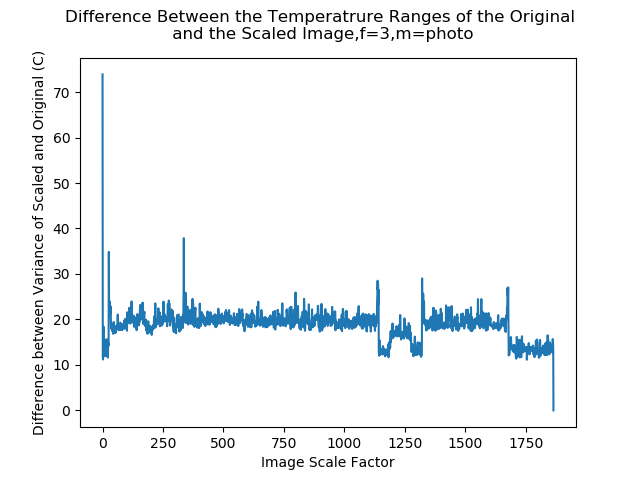 Difference Between the Temperatrure Ranges of the Original
and the Scaled Image,f=3,m=photo
Difference between Variance of Scaled and Original (C)
70
60
50
40
30
20
10
0
0 250 500 750 1000 1250 1500 1750
Image Scale Factor